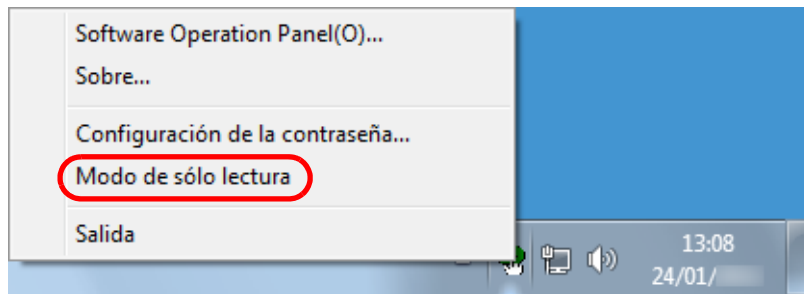 Software Operation Panel(O)...
Sobre...
Configuración de la contraseña...
Modo de sólo lectura
Salida
13:08
24/01/